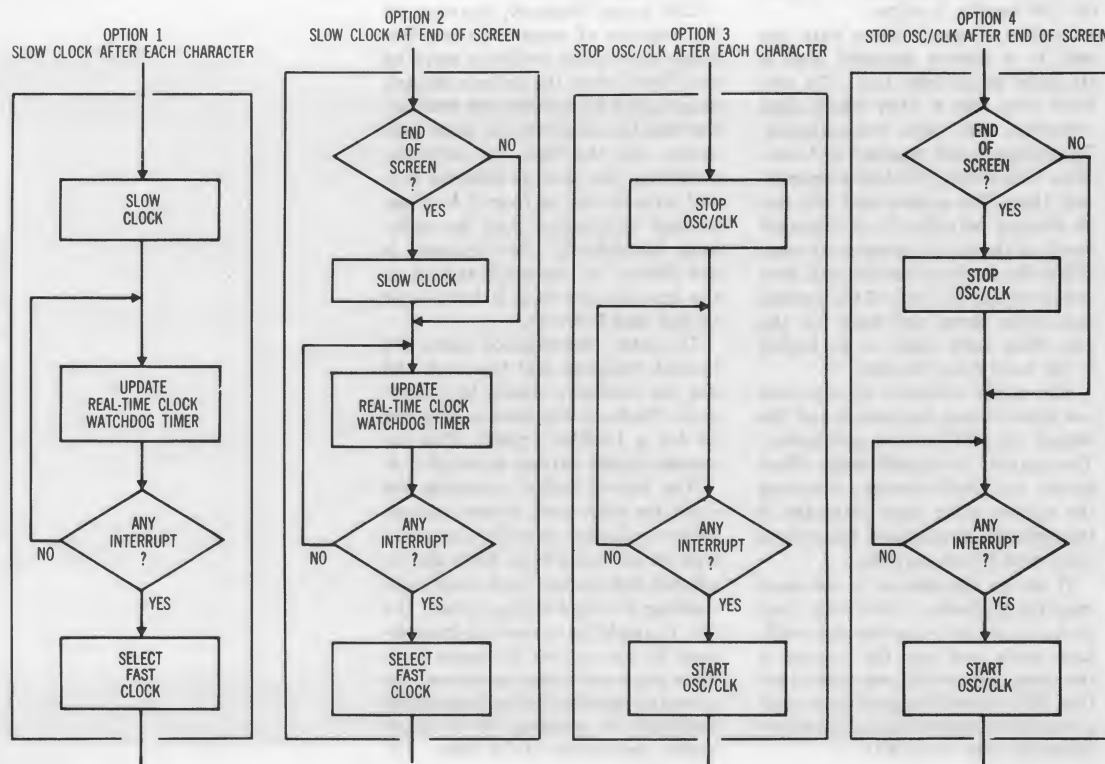 OPTION 1
SLOW CLOCK AFTER EACH CHARACTER
SLOW
CLOCK
UPDATE
REAL-TIME CLOCK
WATCHDOG TIMER
ANY
INTERRUPT
?
NO
YES
SELECT
FAST
CLOCK
OPTION 2
SLOW CLOCK AT END OF SCREEN
END
OF
SCREEN
?
NO
YES
SLOW CLOCK
UPDATE
REAL-TIME CLOCK
WATCHDOG TIMER
ANY
INTERRUPT
?
NO
YES
SELECT
FAST
CLOCK
OPTION 3
STOP OSC/CLK AFTER EACH CHARACTER
STOP
OSC/CLK
ANY
INTERRUPT
?
NO
YES
START
OSC/CLK
OPTION 4
STOP OSC/CLK AFTER END OF SCREEN
END
OF
SCREEN
?
NO
YES
STOP
OSC/CLK
ANY
INTERRUPT
?
NO
YES
START
OSC/CLK